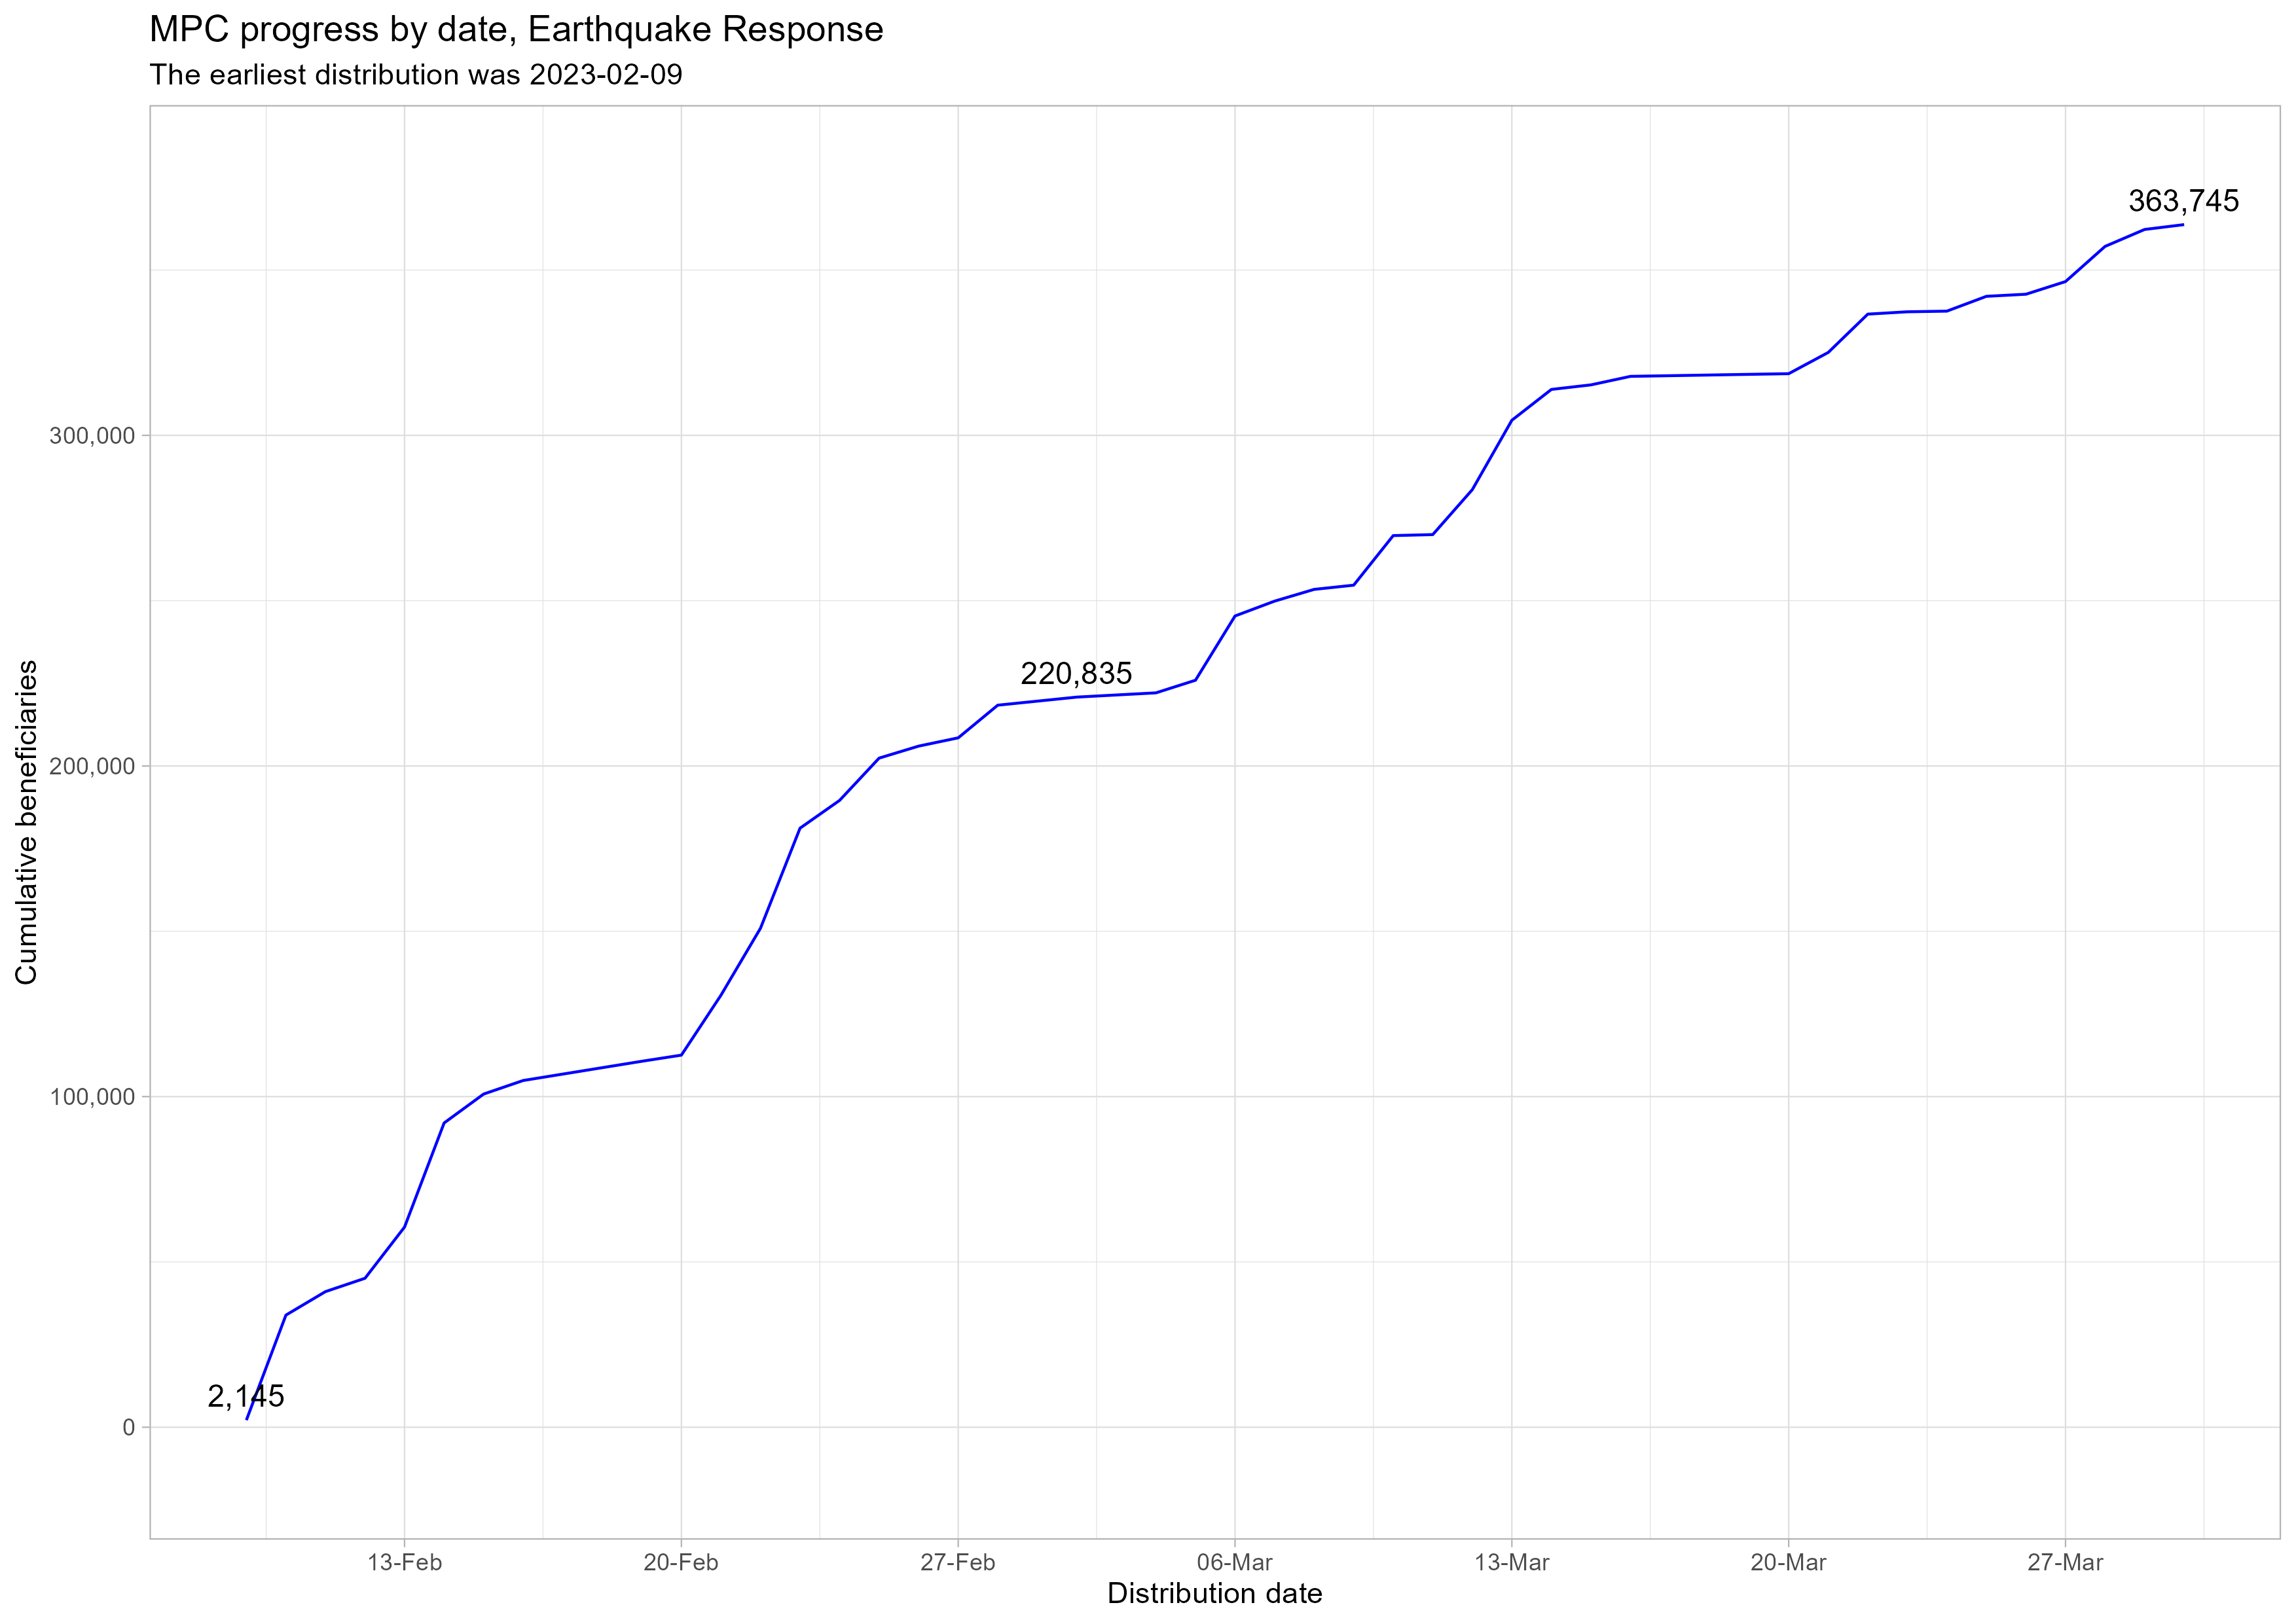 MPC progress by date, Earthquake Response
The earliest distribution was 2023-02-09
363,745
300,000
220,835
Cumulative beneficiaries
200,000
100,000
2,145
0
13-Feb 20-Feb 27-Feb 06-Mar 13-Mar 20-Mar 27-Mar
Distribution date